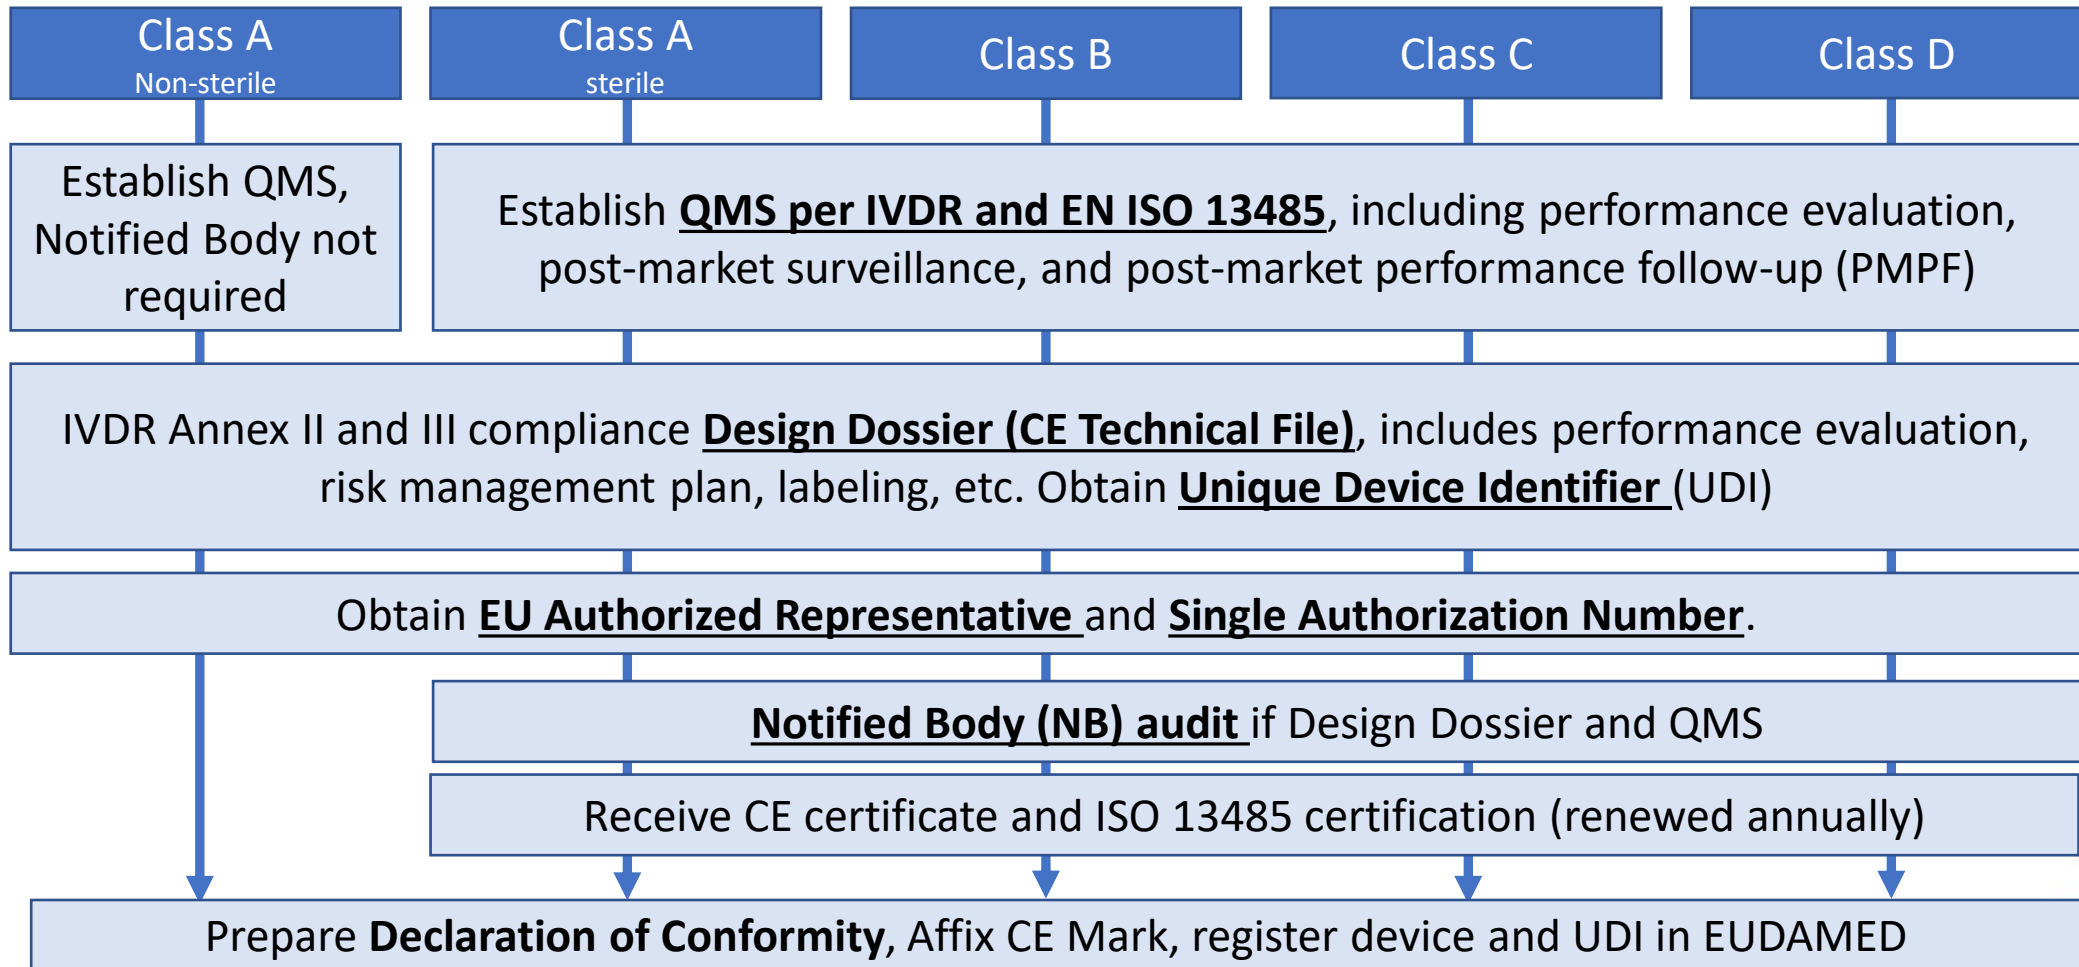 Class A
Non-sterile
Class A
sterile
Class B
Class C
Class D
Establish QMS,
Notified Body not
required
Establish QMS per IVDR and EN ISO 13485, including performance evaluation,
post-market surveillance, and post-market performance follow-up (PMPF)
IVDR Annex II and III compliance Design Dossier (CE Technical File), includes performance evaluation,
risk management plan, labeling, etc. Obtain Unique Device Identifier (UDI)
Obtain EU Authorized Representative and Single Authorization Number.
Notified Body (NB) audit if Design Dossier and QMS
Receive CE certificate and ISO 13485 certification (renewed annually)
Prepare Declaration of Conformity, Affix CE Mark, register device and UDI in EUDAMED